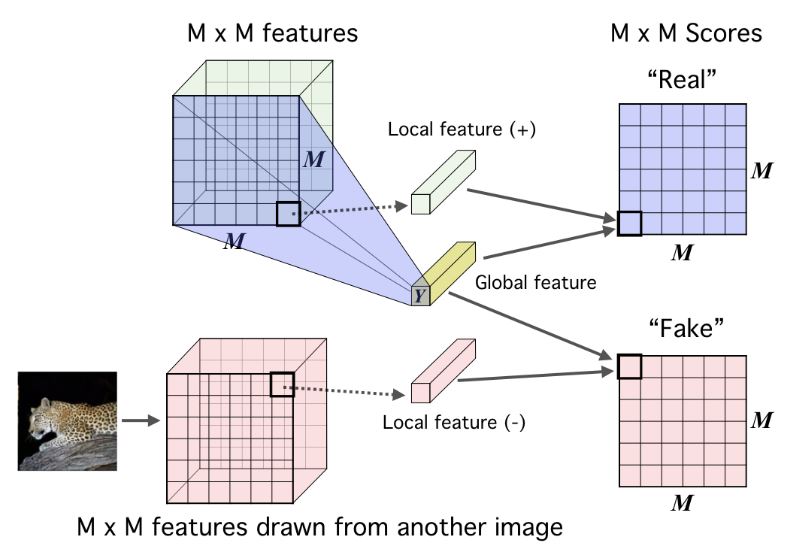 M x M features
M x M Scores
“Real”
Local feature (+)
M
M
M
M
Y
Global feature
“Fake”
Local feature (-)
M
M
M x M features drawn from another image